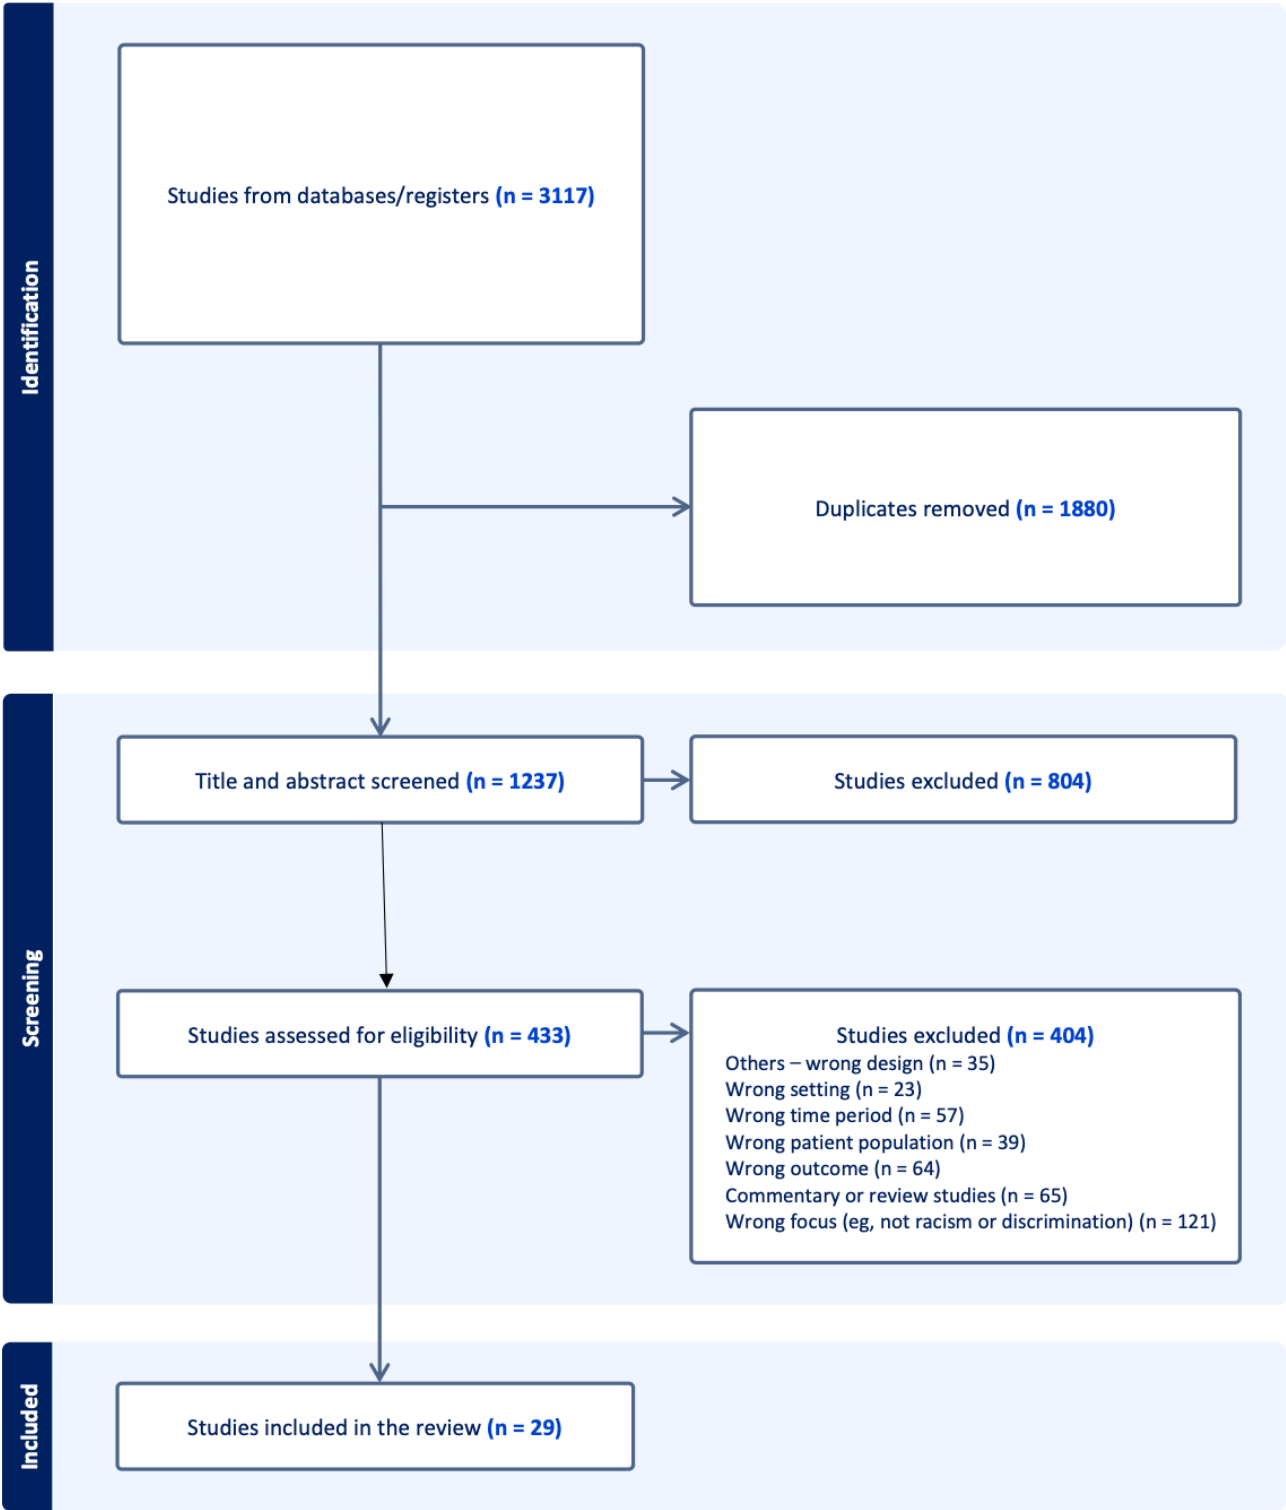 Identification
Studies from databases/registers (n = 3117)
Duplicates removed (n = 1880)
Screening
Title and abstract screened (n = 1237)
Studies excluded (n = 804)
Studies assessed for eligibility (n = 433)
Studies excluded (n = 404)
Others – wrong design (n = 35)
Wrong setting (n = 23)
Wrong time period (n = 57)
Wrong patient population (n = 39)
Wrong outcome (n = 64)
Commentary or review studies (n = 65)
Wrong focus (eg, not racism or discrimination) (n = 121)
Included
Studies included in the review (n = 29)